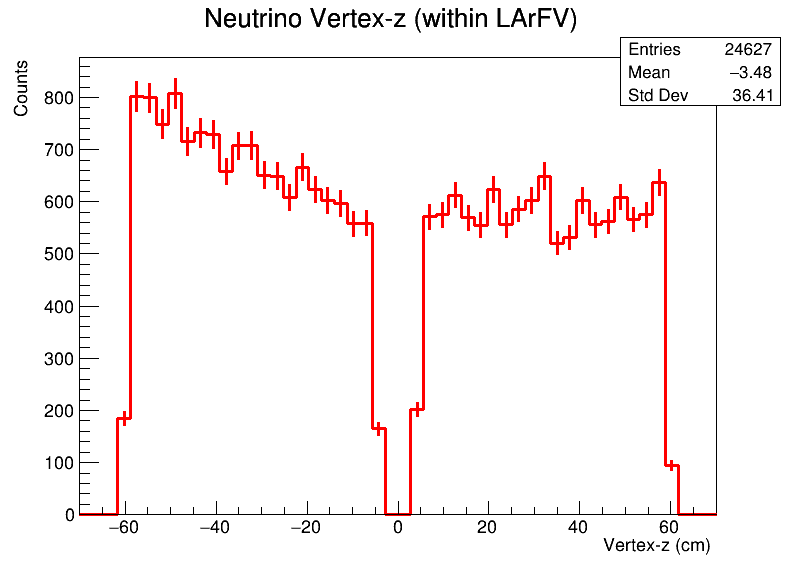 Neutrino Vertex-z (within LArFV)
Entries 24627
Mean −3.48
Std Dev 36.41
Counts
800
700
600
500
400
300
200
100
0
−60 −40 −20 0 20 40 60
Vertex-z (cm)